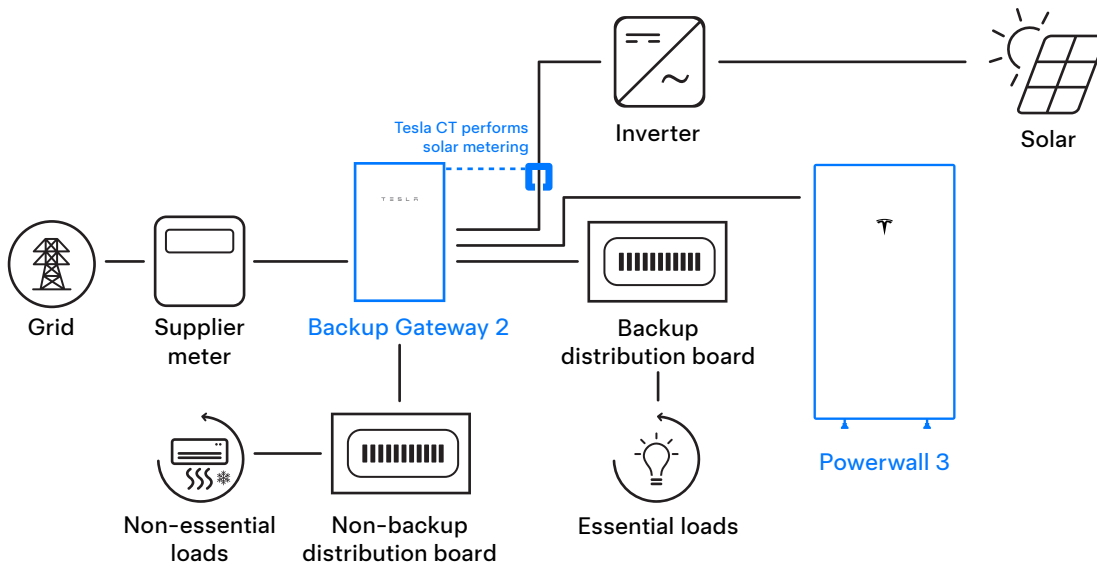 Inverter
Solar
Tesla CT performs
solar metering
TESLA
Grid
Supplier
meter
Backup Gateway 2
Backup
distribution board
Powerwall 3
Non-essential
loads
Non-backup
distribution board
Essential loads